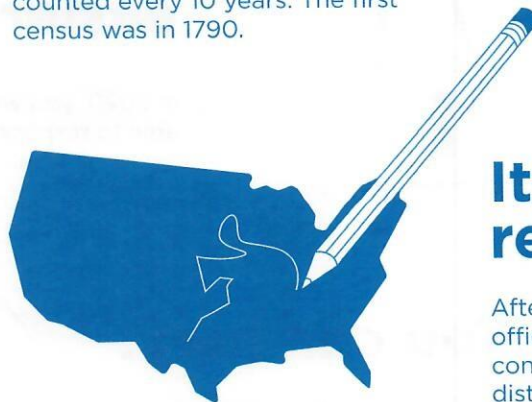 counted every 10 years. The first
census was in 1790.
It
re
Afte
offi
con
dist